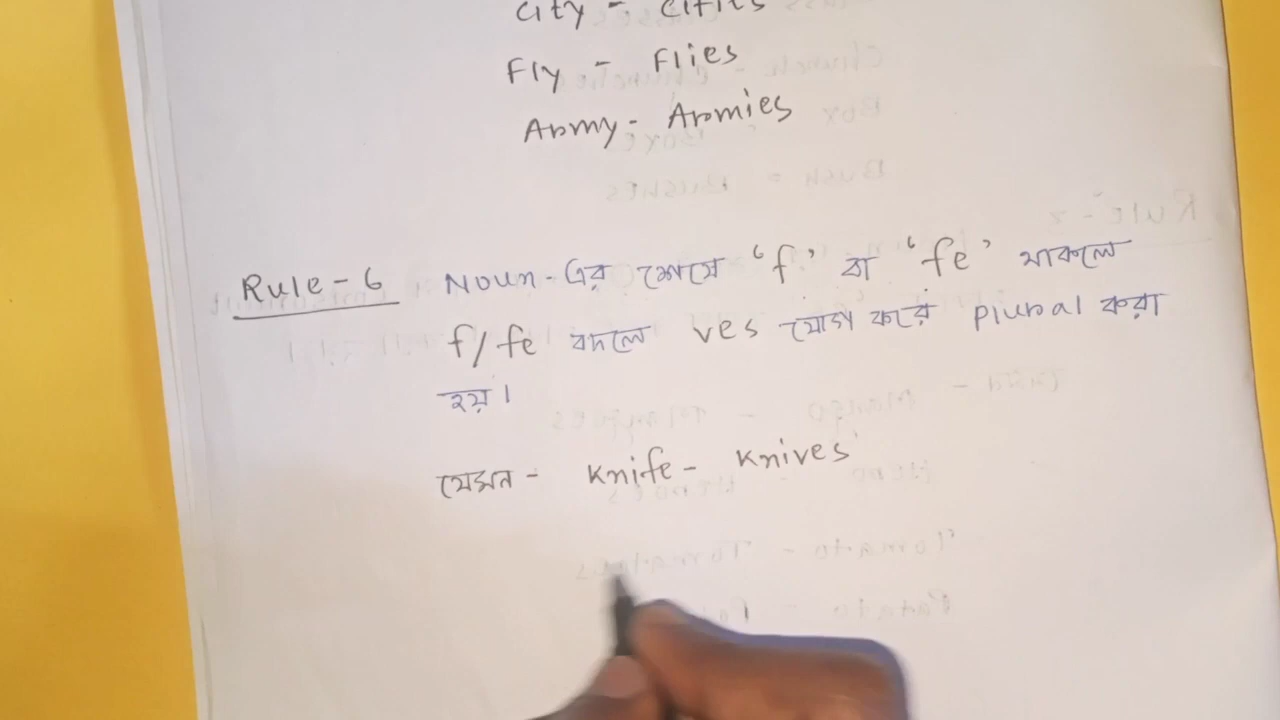 City - Cities
Fly - Flies
Army - Armies
Rule-6 Noun-এর শেষে 'f' বা 'fe' থাকলে
f/fe বদলে ves যোগ করে plural করা
হয়।
যেমন- Knife- Knives